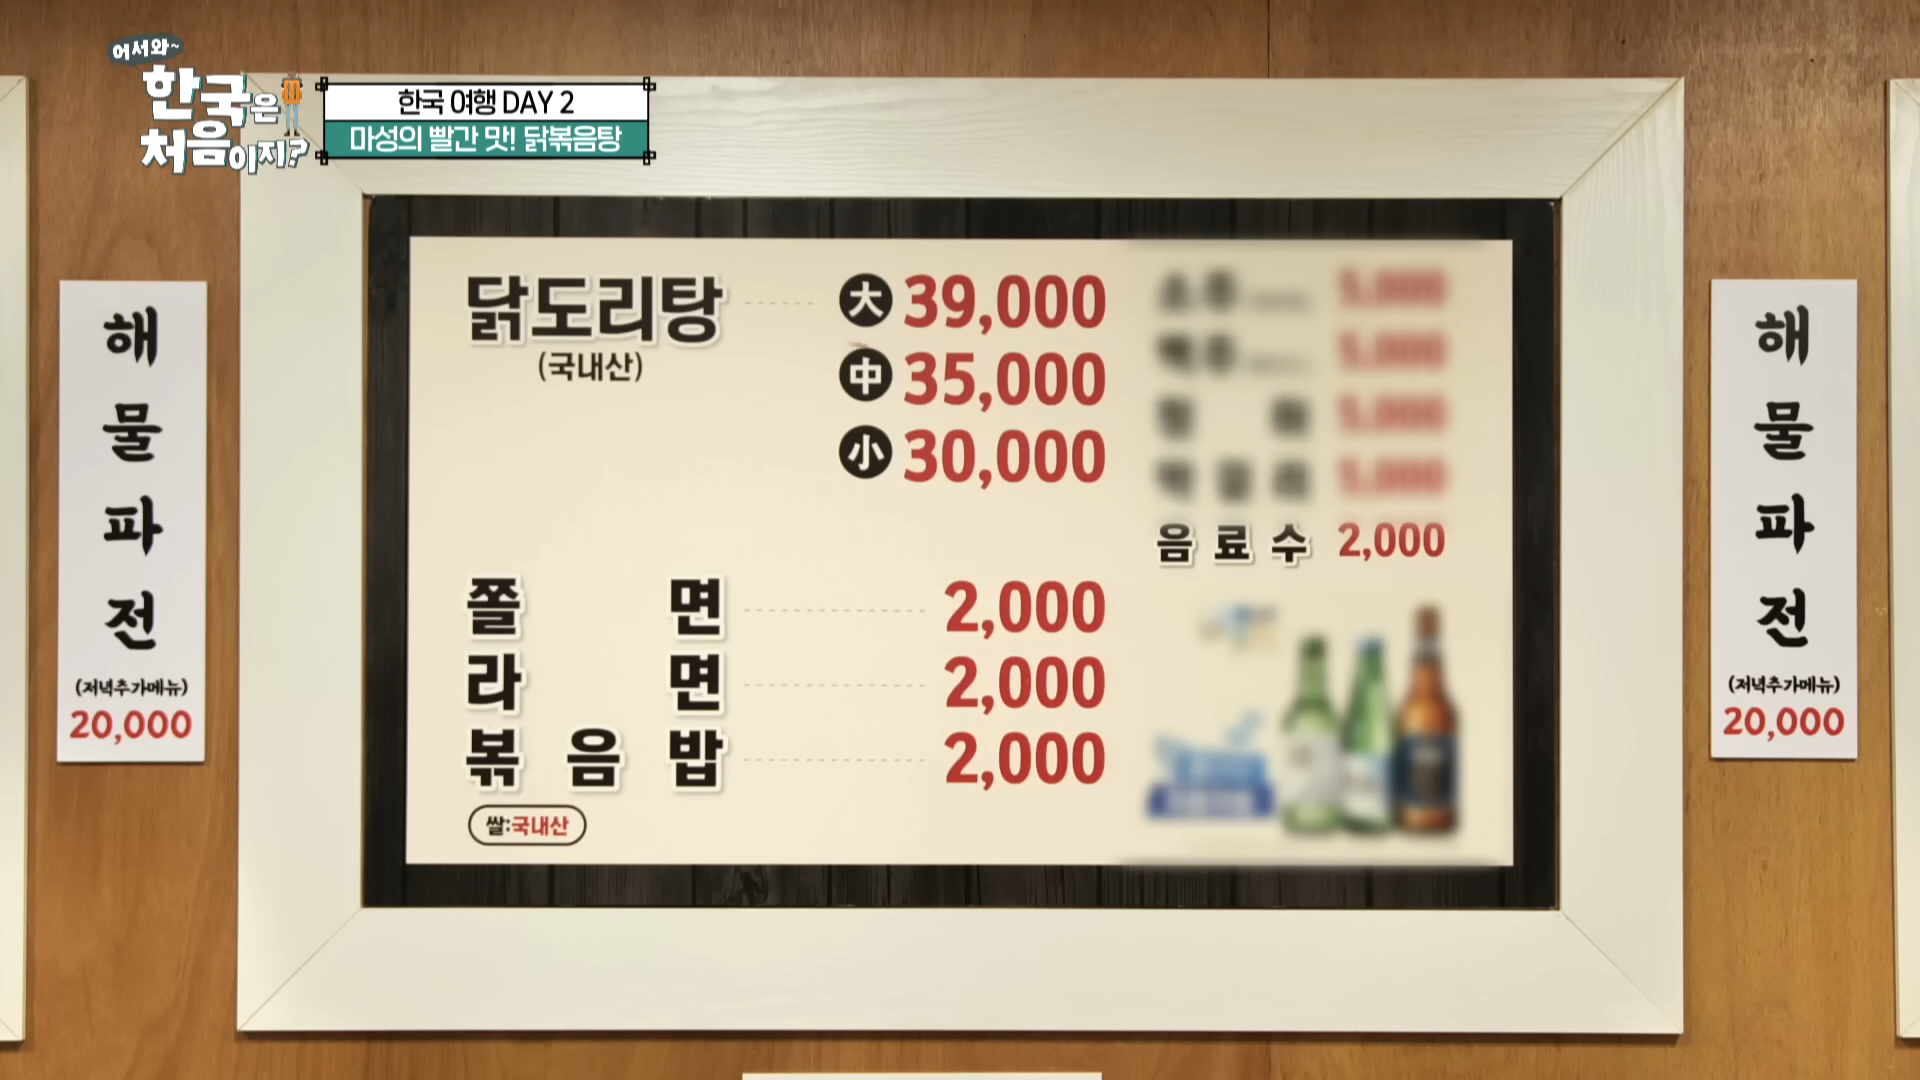 어서와~
한국은
처음이지?
한국 여행 DAY 2
마성의 빨간 맛! 닭볶음탕
해
물
파
전
(저녁추가메뉴)
20,000
닭도리탕 大 39,000
(국내산)
中 35,000
小 30,000
쫄면 2,000
라면 2,000
볶음밥 2,000
쌀:국내산
음료수 2,000
해
물
파
전
(저녁추가메뉴)
20,000